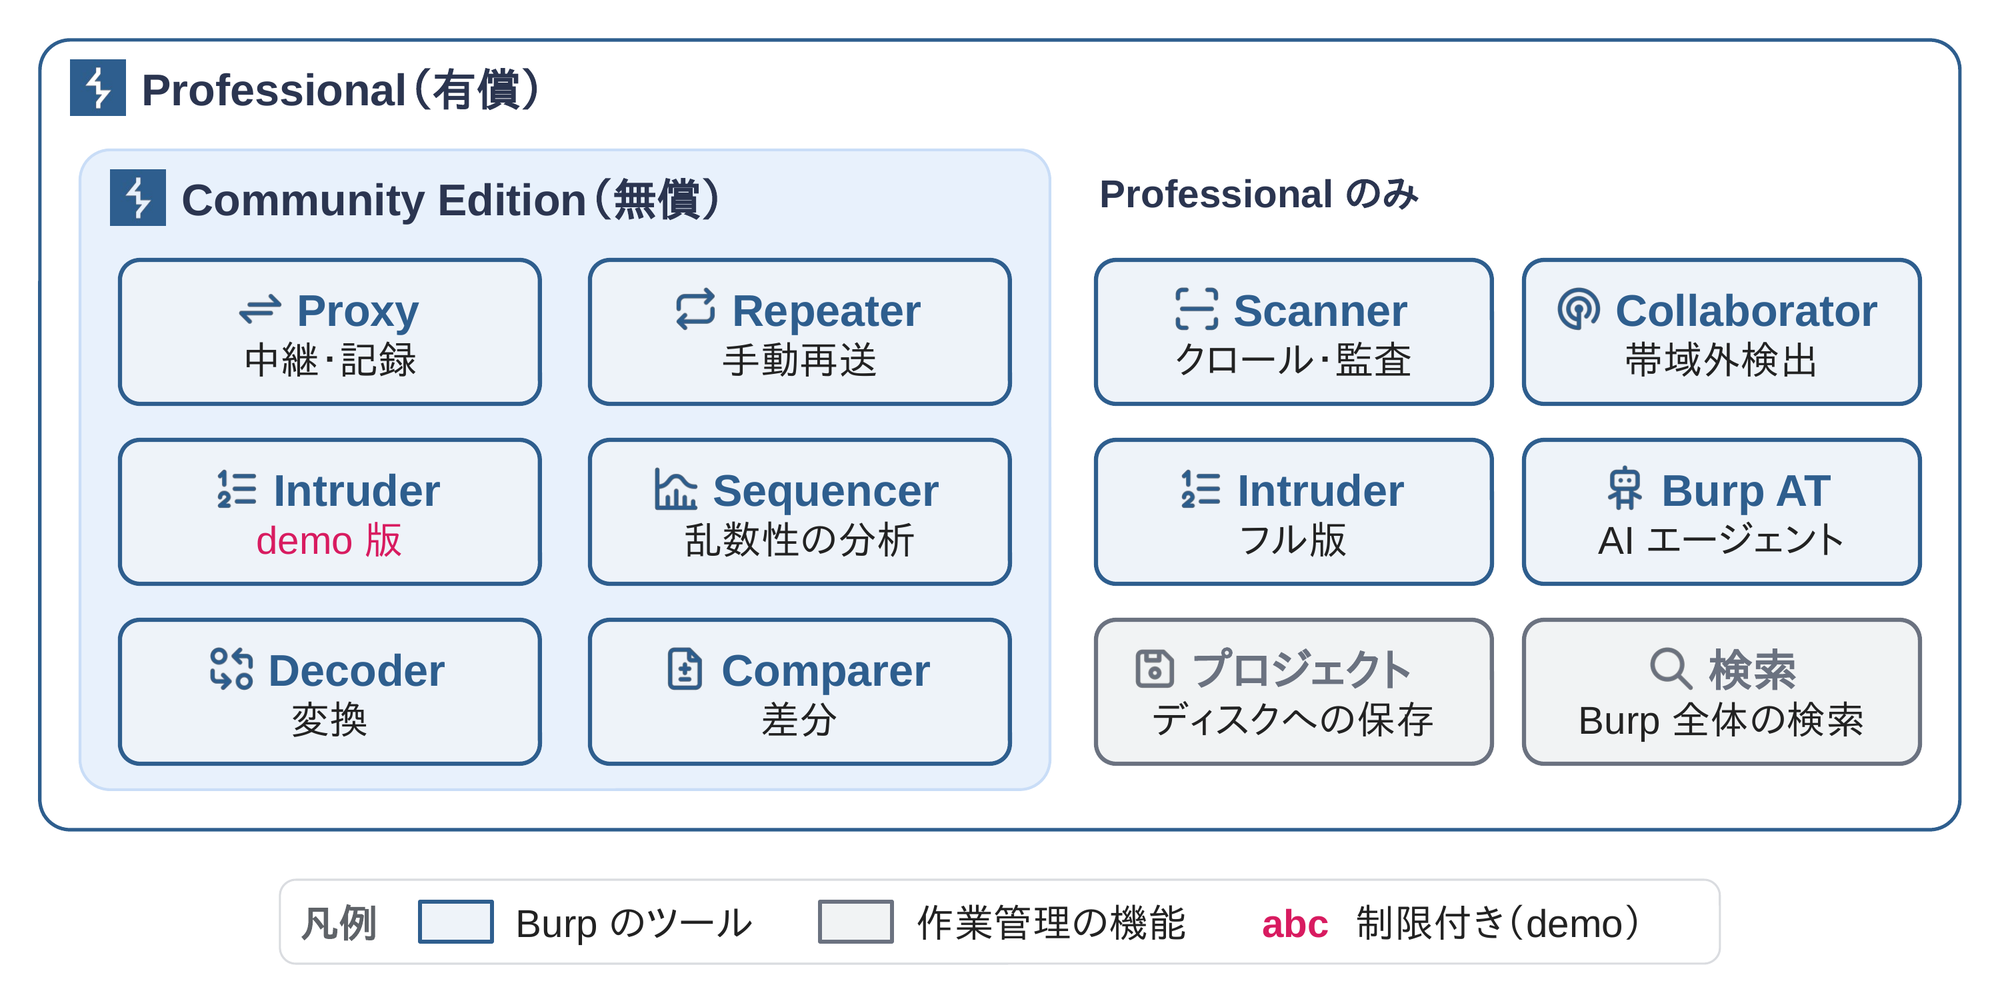 Professional（有償）
Community Edition（無償）
Professional のみ
Proxy
中継・記録
Repeater
手動再送
Scanner
クロール・監査
Collaborator
帯域外検出
Intruder
demo 版
Sequencer
乱数性の分析
Intruder
フル版
Burp AT
AI エージェント
Decoder
変換
Comparer
差分
プロジェクト
ディスクへの保存
検索
Burp 全体の検索
凡例
Burp のツール
作業管理の機能
abc 制限付き（demo）